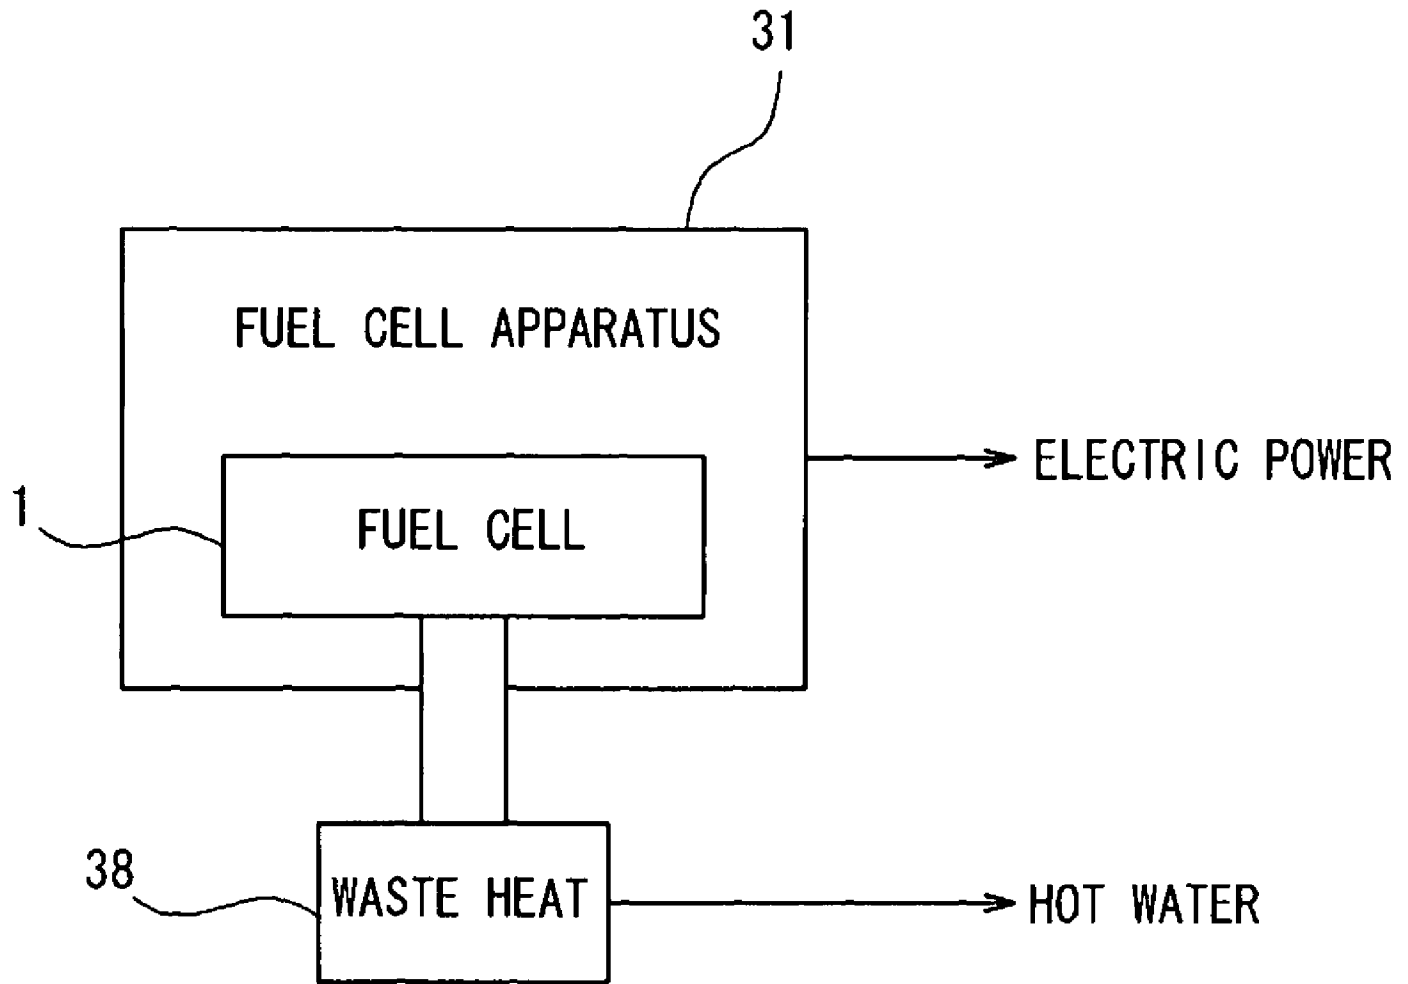 31
FUEL CELL APPARATUS
ELECTRIC POWER
1
FUEL CELL
38
WASTE HEAT
HOT WATER